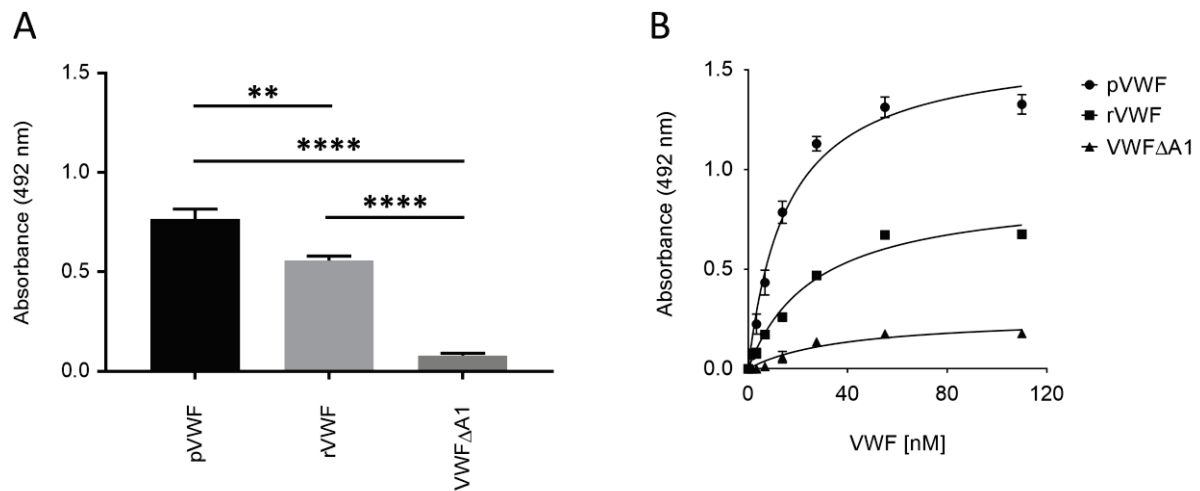 A
Absorbance (492 nm)
1.5
1.0
0.5
0.0
**
****
****
pVWF
rVWF
VWFΔA1
B
Absorbance (492 nm)
1.5
1.0
0.5
0.0
0
40
80
120
VWF [nM]
pVWF
rVWF
VWFΔA1